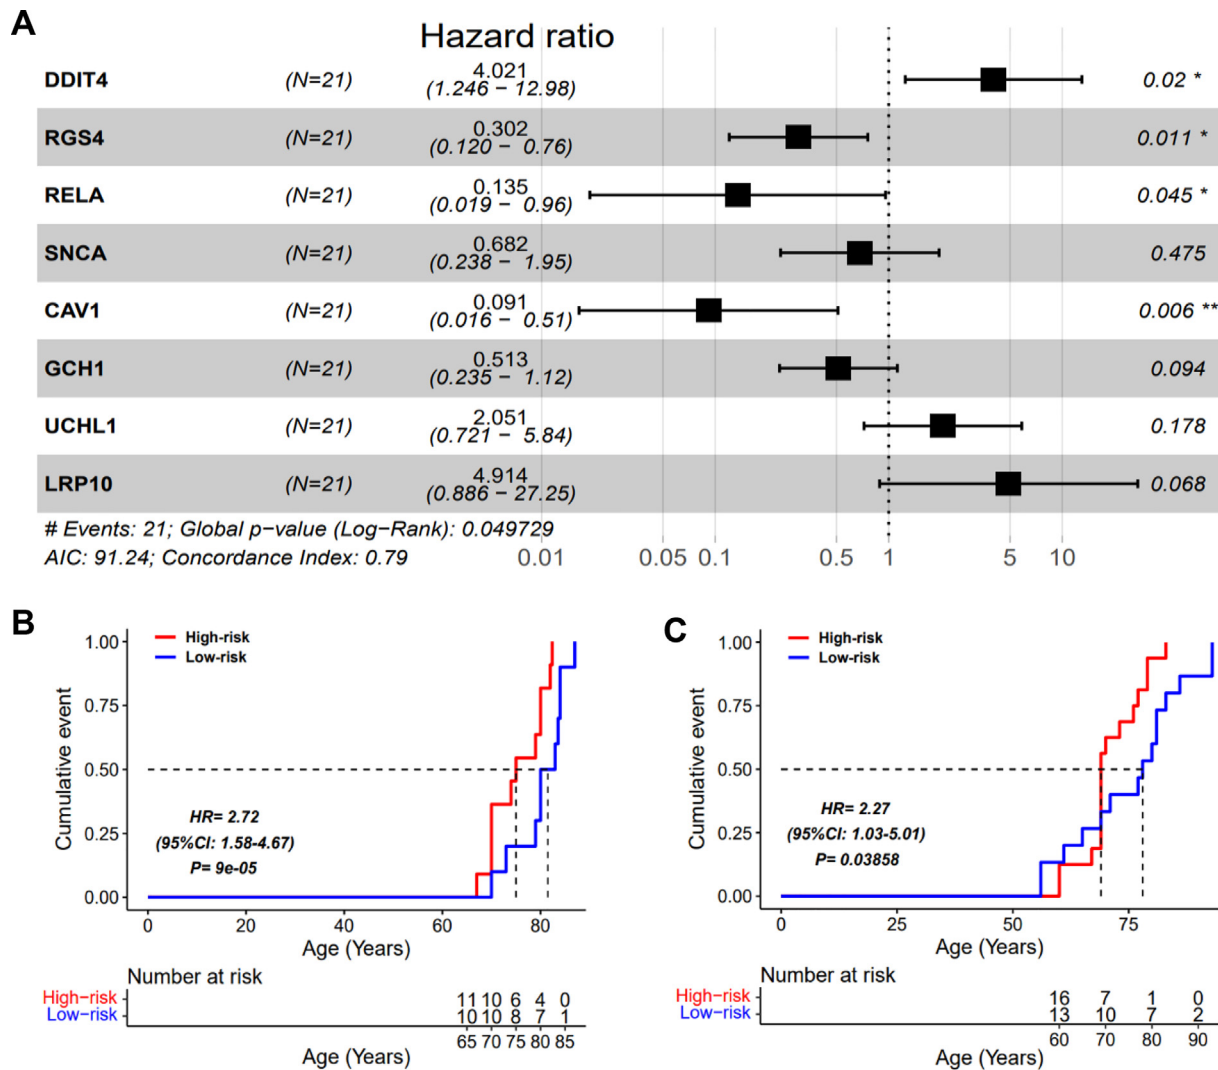 A
Hazard ratio
DDIT4 (N=21) 4.021 (1.246 − 12.98) 0.02 *
RGS4 (N=21) 0.302 (0.120 − 0.76) 0.011 *
RELA (N=21) 0.135 (0.019 − 0.96) 0.045 *
SNCA (N=21) 0.682 (0.238 − 1.95) 0.475
CAV1 (N=21) 0.091 (0.016 − 0.51) 0.006 **
GCH1 (N=21) 0.513 (0.235 − 1.12) 0.094
UCHL1 (N=21) 2.051 (0.721 − 5.84) 0.178
LRP10 (N=21) 4.914 (0.886 − 27.25) 0.068
# Events: 21; Global p−value (Log−Rank): 0.049729
AIC: 91.24; Concordance Index: 0.79
0.01 0.05 0.1 0.5 1 5 10
B
High-risk
Low-risk
Cumulative event
1.00
0.75
0.50
0.25
0.00
HR= 2.72
(95%CI: 1.58-4.67)
P= 9e-05
0 20 40 60 80
Age (Years)
Number at risk
High−risk 11 10 6 4 0
Low−risk 10 10 8 7 1
65 70 75 80 85
Age (Years)
C
High-risk
Low-risk
Cumulative event
1.00
0.75
0.50
0.25
0.00
HR= 2.27
(95%CI: 1.03-5.01)
P= 0.03858
0 25 50 75
Age (Years)
Number at risk
High−risk 16 7 1 0
Low−risk 13 10 7 2
60 70 80 90
Age (Years)